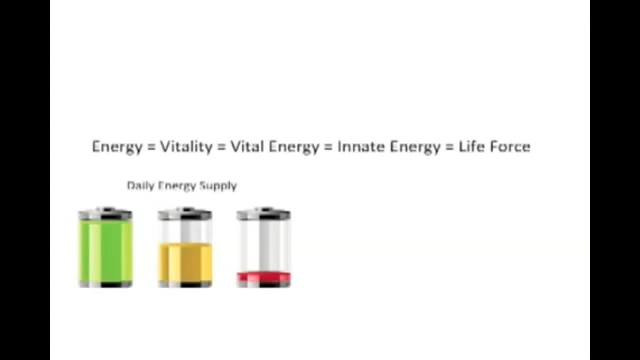 Energy = Vitality = Vital Energy = Innate Energy = Life Force
Daily Energy Supply